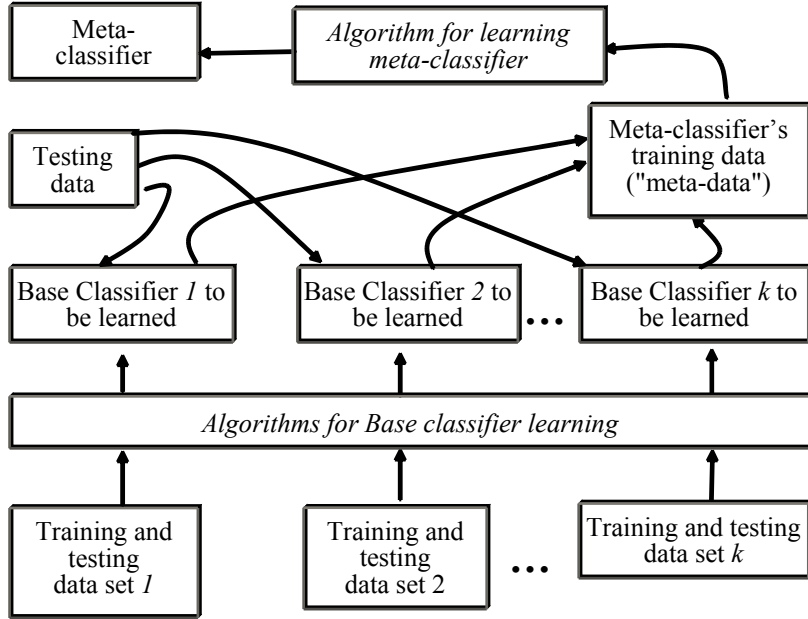 Meta-
classifier
Algorithm for learning
meta-classifier
Testing
data
Meta-classifier’s
training data
("meta-data")
Base Classifier 1 to
be learned
Base Classifier 2 to
be learned
...
Base Classifier k to
be learned
Algorithms for Base classifier learning
Training and
testing
data set 1
Training and
testing
data set 2
...
Training and testing
data set k